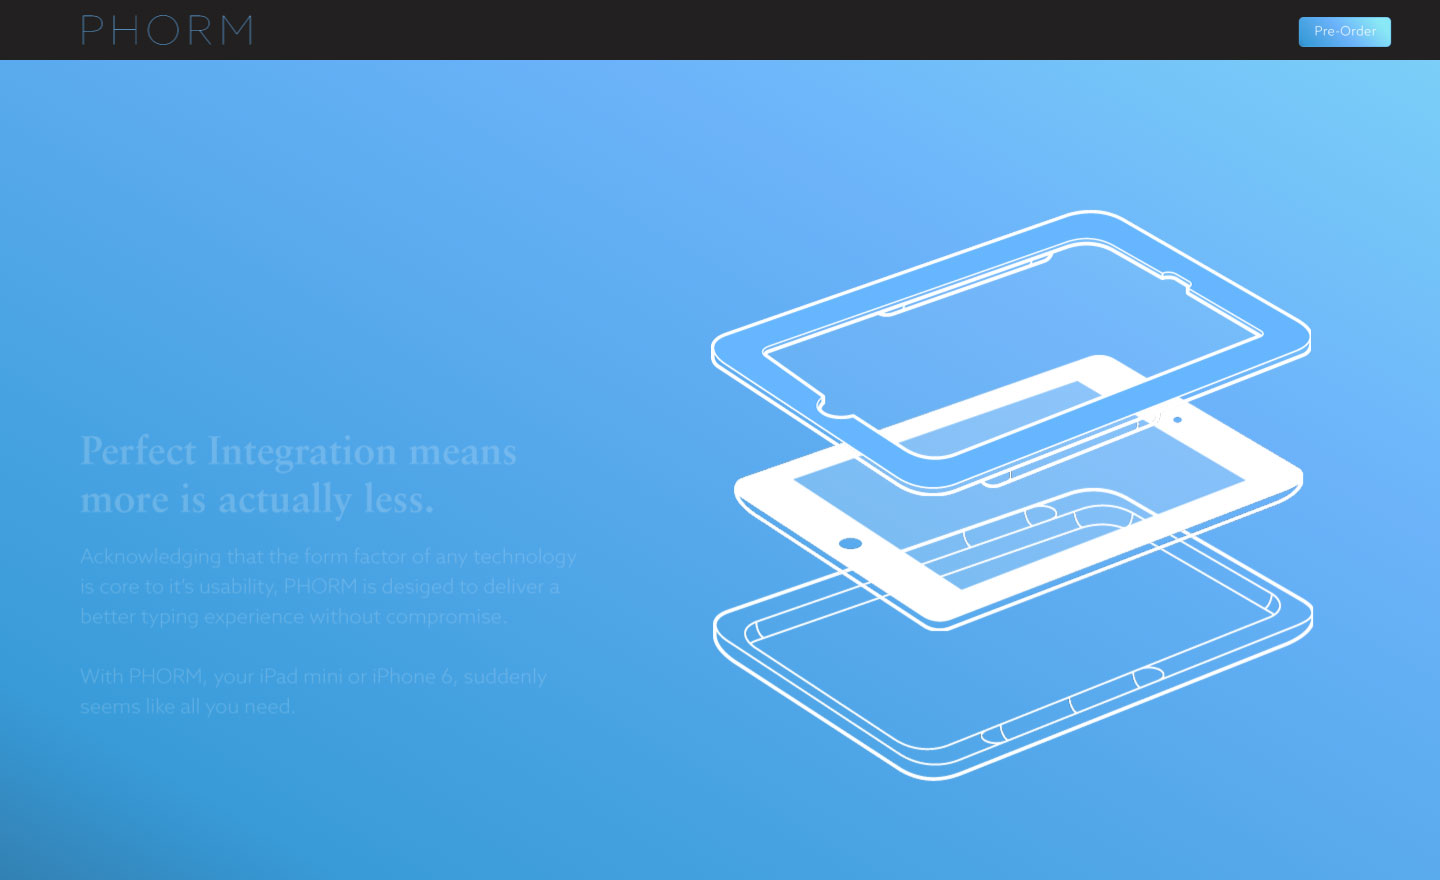 PHORM
Pre-Order
Perfect Integration means
more is actually less.
Acknowledging that the form factor of any technology
is core to it's usability, PHORM is desiged to deliver a
better typing experience without compromise.
With PHORM, your iPad mini or iPhone 6, suddenly
seems like all you need.